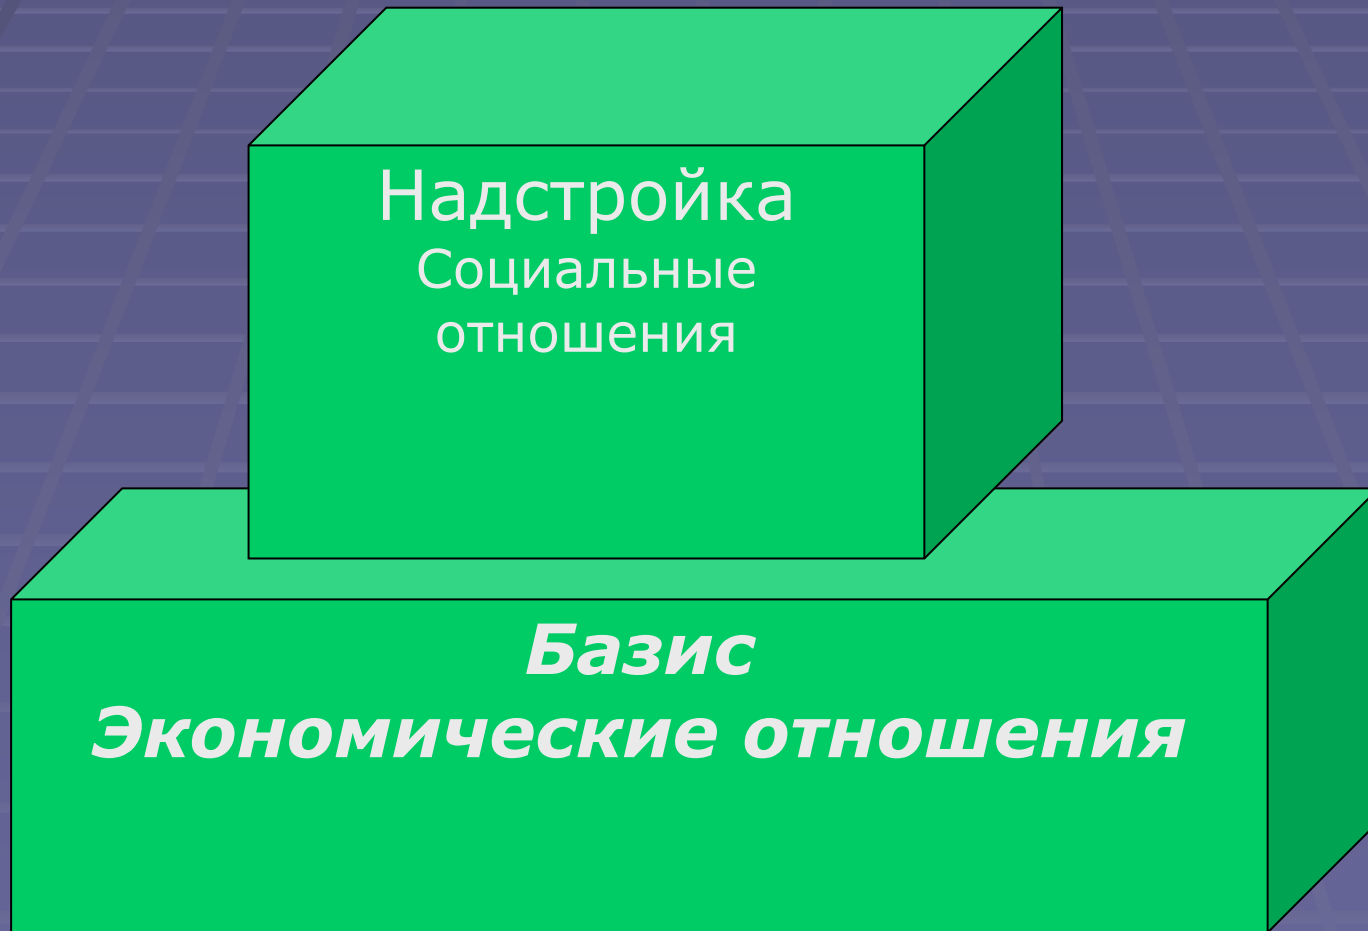 Надстройка
Социальные
отношения
Базис
Экономические отношения